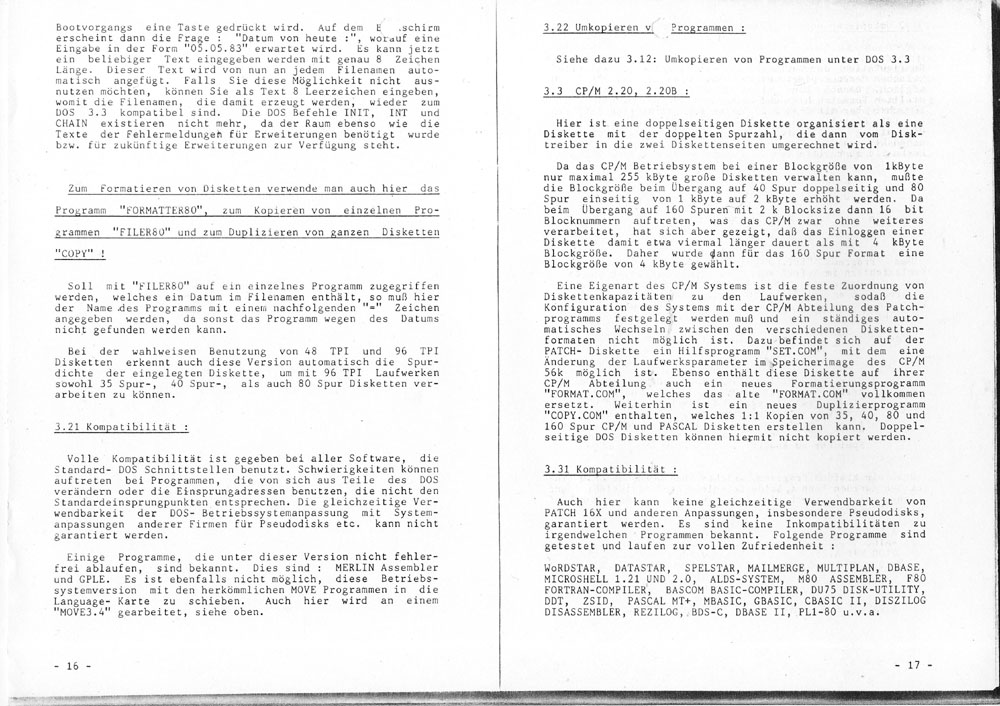 Bootvorgangs eine Taste gedrückt wird. Auf dem
erscheint dann die Frage : "Datum von heute :", worauf eine
Eingabe in der Form "05.05.83" erwartet wird. Es kann jetzt
ein beliebiger Text eingegeben werden mit genau 8 Zeichen
Länge. Dieser Text wird von nun an jedem Filenamen auto-
matisch angefügt. Falls Sie diese Möglichkeit nicht aus-
nutzen möchten, können Sie als Text 8 Leerzeichen eingeben,
womit die Filenamen, die damit erzeugt werden, wieder zum
DOS 3.3 kompatibel sind. Die DOS Befehle INIT, INT und
CHAIN existieren nicht mehr, da der Raum ebenso wie die
Texte der Fehlermeldungen für Erweiterungen benötigt wurde
bzw. für zukünftige Erweiterungen zur Verfügung steht.
Zum Formatieren von Disketten verwende man auch hier das
Programm "FORMATTER80", zum Kopieren von einzelnen Pro-
grammen "FILER80" und zum Duplizieren von ganzen Disketten
"COPY" !
Soll mit "FILER80" auf ein einzelnes Programm zugegriffen
werden, welches ein Datum im Filenamen enthält, so muß hier
der Name des Programms mit einem nachfolgenden "=" Zeichen
angegeben werden, da sonst das Programm wegen des Datums
nicht gefunden werden kann.
Bei der wahlweisen Benutzung von 48 TPI und 96 TPI
Disketten erkennt auch diese Version automatisch die Spur-
dichte der eingelegten Diskette, um mit 96 TPI Laufwerken
sowohl 35 Spur-, 40 Spur-, als auch 80 Spur Disketten ver-
arbeiten zu können.
3.21 Kompatibilität :
Volle Kompatibilität ist gegeben bei aller Software, die
Standard- DOS Schnittstellen benutzt. Schwierigkeiten können
auftreten bei Programmen, die von sich aus Teile des DOS
verändern oder die Einsprungadressen benutzen, die nicht den
Standardeinsprungpunkten entsprechen. Die gleichzeitige Ver-
wendbarkeit der DOS- Betriebssystemanpassung mit System-
anpassungen anderer Firmen für Pseudodisks etc. kann nicht
garantiert werden.
Einige Programme, die unter dieser Version nicht fehler-
frei ablaufen, sind bekannt. Dies sind : MERLIN Assembler
und GPLE. Es ist ebenfalls nicht möglich, diese Betriebs-
systemversion mit den herkömmlichen MOVE Programmen in die
Language- Karte zu schieben. Auch hier wird an einem
"MOVE3.4" gearbeitet, siehe oben.
- 16 -
3.22 Umkopieren Programmen :
Siehe dazu 3.12: Umkopieren von Programmen unter DOS 3.3
3.3 CP/M 2.20, 2.20B :
Hier ist eine doppelseitigen Diskette organisiert als eine
Diskette mit der doppelten Spurzahl, die dann vom Disk-
treiber in die zwei Diskettenseiten umgerechnet wird.
Da das CP/M Betriebsystem bei einer Blockgröße von 1kByte
nur maximal 255 kByte große Disketten verwalten kann, mußte
die Blockgröße beim Übergang auf 40 Spur doppelseitig und 80
Spur einseitig von 1 kByte auf 2 kByte erhöht werden. Da
beim Übergang auf 160 Spuren mit 2 k Blocksize dann 16 bit
Blocknummern auftreten, was das CP/M zwar ohne weiteres
verarbeitet, hat sich aber gezeigt, daß das Einloggen einer
Diskette damit etwa viermal länger dauert als mit 4 kByte
Blockgröße. Daher wurde dann für das 160 Spur Format eine
Blockgröße von 4 kByte gewählt.
Eine Eigenart des CP/M Systems ist die feste Zuordnung von
Diskettenkapazitäten zu den Laufwerken, sodaß die
Konfiguration des Systems mit der CP/M Abteilung des Patch-
programms festgelegt werden muß und ein ständiges auto-
matisches Wechseln zwischen den verschiedenen Disketten-
formaten nicht möglich ist. Dazu befindet sich auf der
PATCH- Diskette ein Hilfsprogramm "SET.COM", mit dem eine
Änderung der Laufwerksparameter im Speicherimage des CP/M
56k möglich ist. Ebenso enthält diese Diskette auf ihrer
CP/M Abteilung auch ein neues Formatierungsprogramm
"FORMAT.COM", welches das alte "FORMAT.COM" vollkommen
ersetzt. Weiterhin ist ein neues Duplizierprogramm
"COPY.COM" enthalten, welches 1:1 Kopien von 35, 40, 80 und
160 Spur CP/M und PASCAL Disketten erstellen kann. Doppel-
seitige DOS Disketten können hiermit nicht kopiert werden.
3.31 Kompatibilität :
Auch hier kann keine gleichzeitige Verwendbarkeit von
PATCH 16X und anderen Anpassungen, insbesondere Pseudodisks,
garantiert werden. Es sind keine Inkompatibilitäten zu
irgendwelchen Programmen bekannt. Folgende Programme sind
getestet und laufen zur vollen Zufriedenheit :
WoRDSTAR, DATASTAR, SPELSTAR, MAILMERGE, MULTIPLAN, DBASE,
MICROSHELL 1.21 UND 2.0, ALDS-SYSTEM, M80 ASSEMBLER, F80
FORTRAN-COMPILER, BASCOM BASIC-COMPILER, DU75 DISK-UTILITY,
DDT, ZSID, PASCAL MT+, MBASIC, GBASIC, CBASIC II, DISZILOG
DISASSEMBLER, REZILOG, BDS-C, DBASE II, PL1-80 u.v.a.
- 17 -